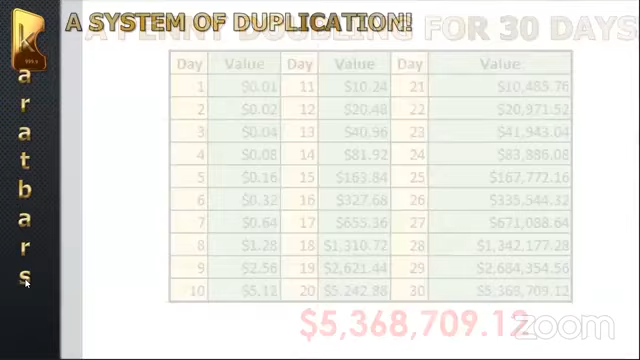 A SYSTEM OF DUPLICATION!
A PENNY DOUBLING FOR 30 DAYS
Day Value Day Value Day Value
1 $0.01 11 $10.24 21 $10,485.76
2 $0.02 12 $20.48 22 $20,971.52
3 $0.04 13 $40.96 23 $41,943.04
4 $0.08 14 $81.92 24 $83,886.08
5 $0.16 15 $163.84 25 $167,772.16
6 $0.32 16 $327.68 26 $335,544.32
7 $0.64 17 $655.36 27 $671,088.64
8 $1.28 18 $1,310.72 28 $1,342,177.28
9 $2.56 19 $2,621.44 29 $2,684,354.56
10 $5.12 20 $5,242.88 30 $5,368,709.12
$5,368,709.12
zoom
k
a
r
a
t
b
a
r
s